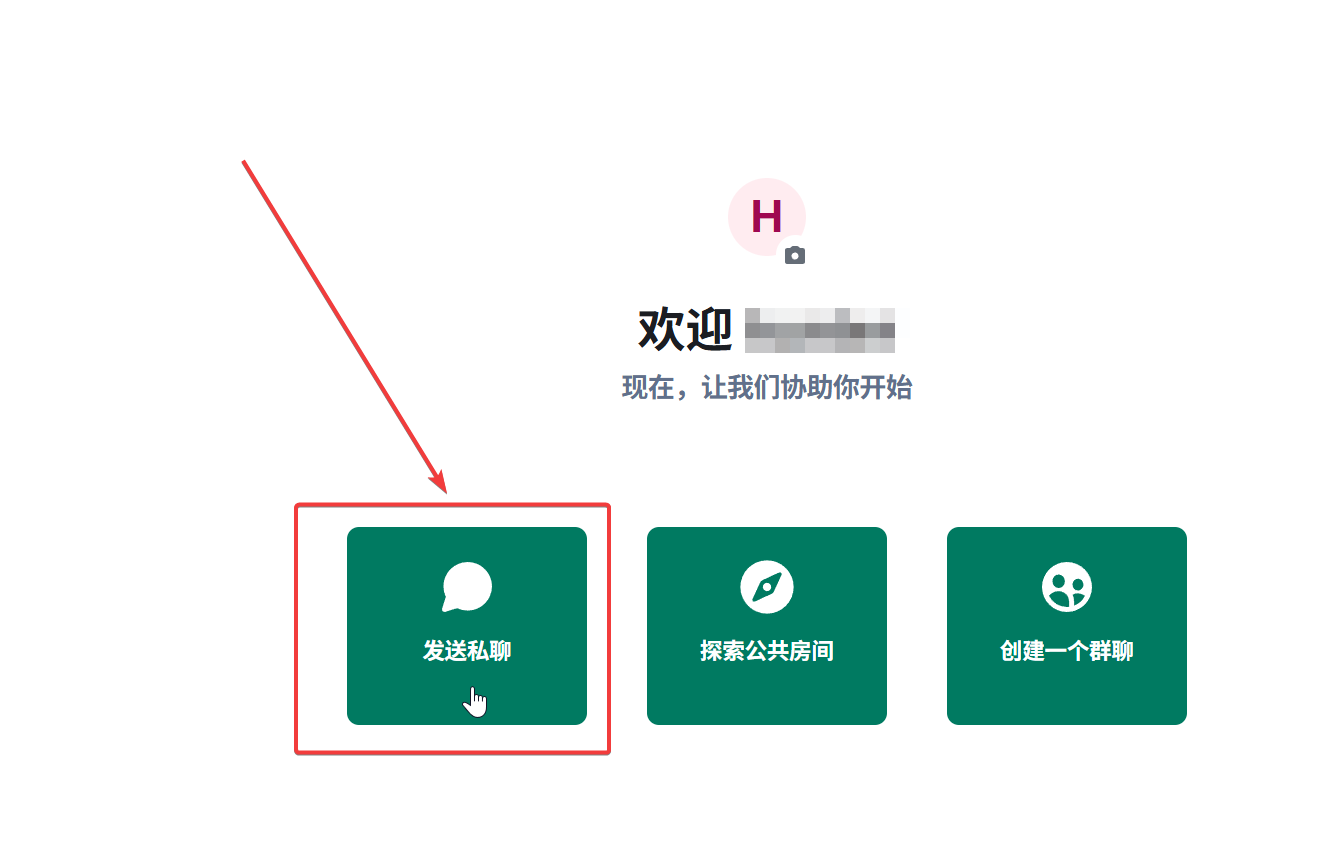 H
欢迎
现在，让我们协助你开始
发送私聊
探索公共房间
创建一个群聊